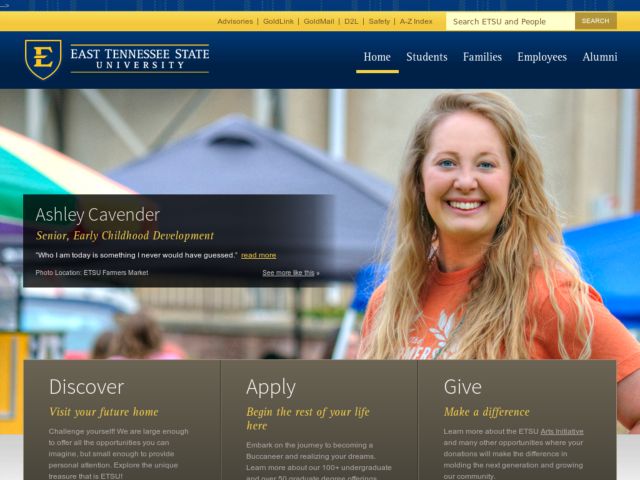 -->
Advisories | GoldLink | GoldMail | D2L | Safety | A-Z Index
Search ETSU and People
SEARCH
E
EAST TENNESSEE STATE
UNIVERSITY
Home Students Families Employees Alumni
Ashley Cavender
Senior, Early Childhood Development
"Who I am today is something I never would have guessed." read more
Photo Location: ETSU Farmers Market
See more like this »
Discover
Visit your future home
Challenge yourself! We are large enough
to offer all the opportunities you can
imagine, but small enough to provide
personal attention. Explore the unique
treasure that is ETSU!
Apply
Begin the rest of your life
here
Embark on the journey to becoming a
Buccaneer and realizing your dreams.
Learn more about our 100+ undergraduate
and over 50 graduate degree offerings
Give
Make a difference
Learn more about the ETSU Arts Initiative
and many other opportunities where your
donations will make the difference in
molding the next generation and growing
our community.